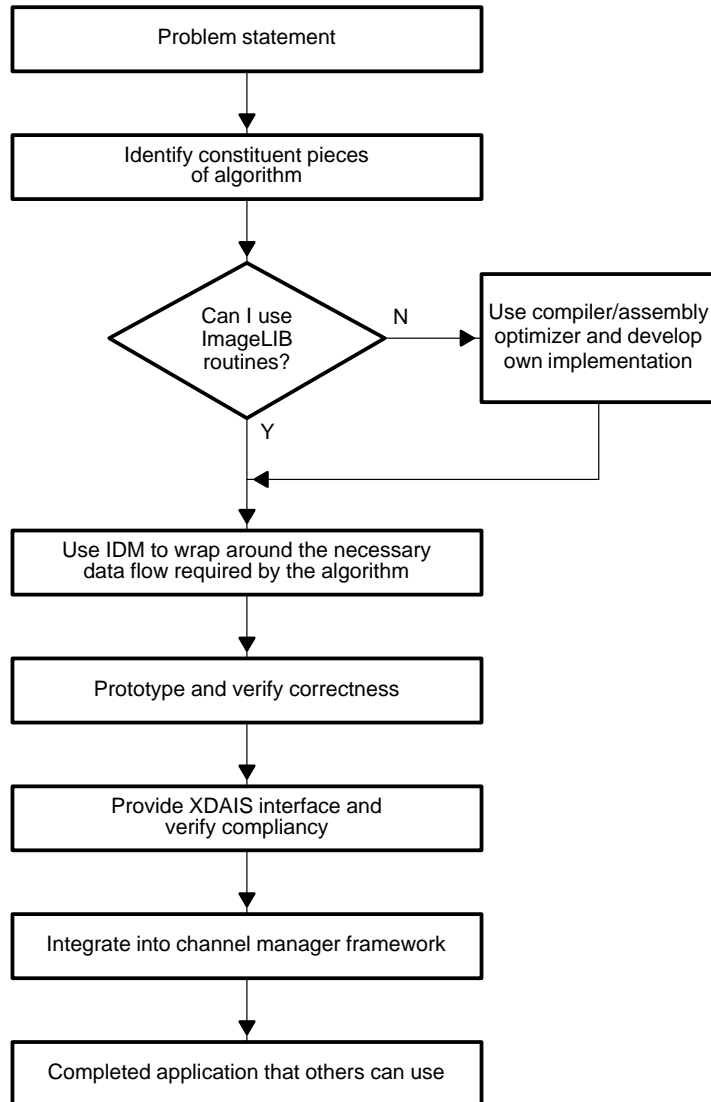 Problem statement
Identify constituent pieces
of algorithm
Can I use
ImageLIB
routines?
N
Use compiler/assembly
optimizer and develop
own implementation
Y
Use IDM to wrap around the necessary
data flow required by the algorithm
Prototype and verify correctness
Provide XDAIS interface and
verify compliancy
Integrate into channel manager framework
Completed application that others can use